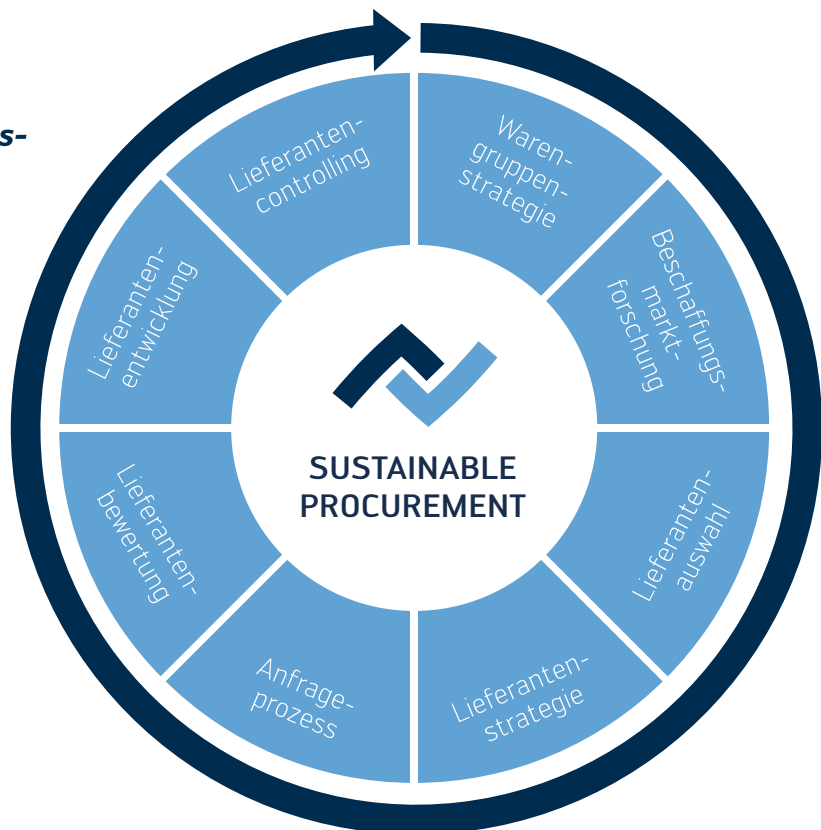 s-
Waren-
gruppen-
strategie
Beschaffungs-
markt-
forschung
Lieferanten-
auswahl
Lieferanten-
strategie
Anfrage-
prozess
Lieferanten-
bewertung
Lieferanten-
entwicklung
Lieferanten-
controlling
SUSTAINABLE
PROCUREMENT